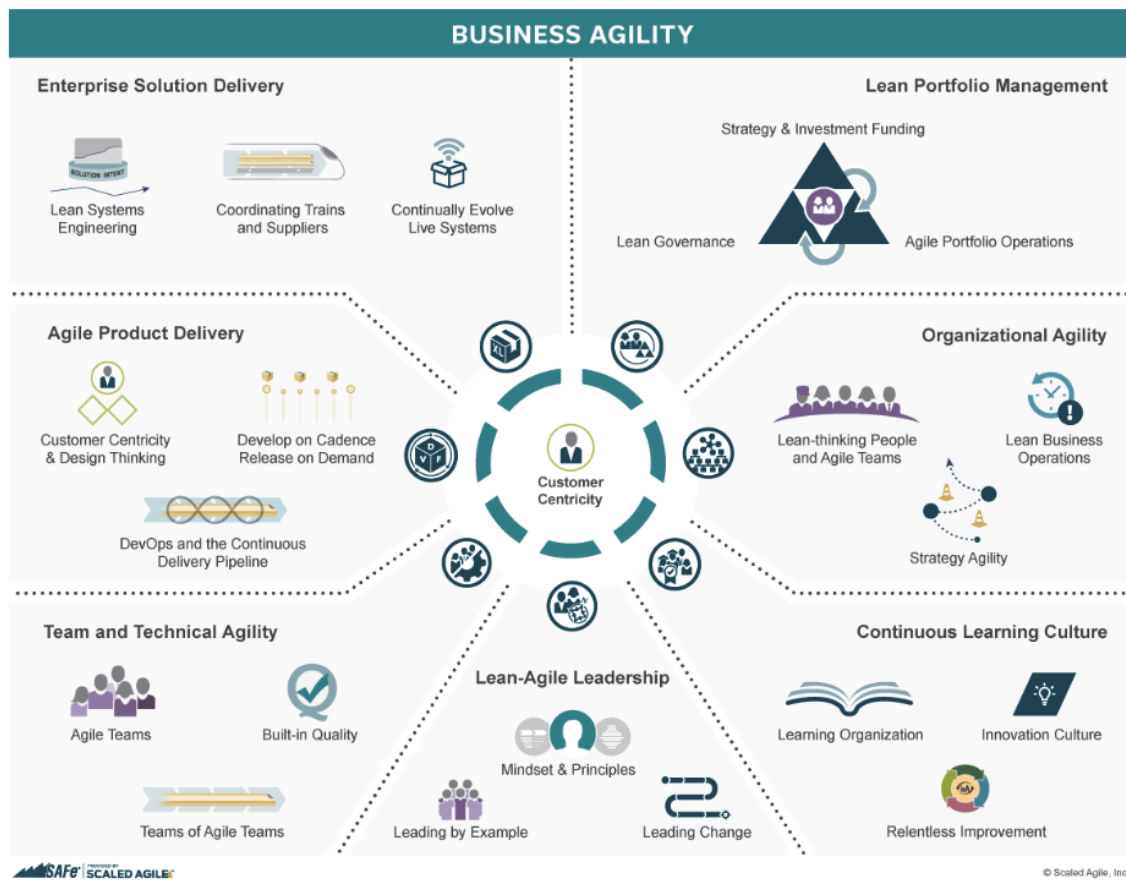 BUSINESS AGILITY
Enterprise Solution Delivery
SOLUTION INTENT
Lean Systems
Engineering
Coordinating Trains
and Suppliers
Continually Evolve
Live Systems
Lean Portfolio Management
Strategy & Investment Funding
Lean Governance
Agile Portfolio Operations
Agile Product Delivery
Customer Centricity
& Design Thinking
Develop on Cadence
Release on Demand
DevOps and the Continuous
Delivery Pipeline
XL
D
V F
Customer
Centricity
Organizational Agility
Lean-thinking People
and Agile Teams
!
Lean Business
Operations
Strategy Agility
Team and Technical Agility
Agile Teams
Built-in Quality
Teams of Agile Teams
Lean-Agile Leadership
Mindset & Principles
Leading by Example
Leading Change
Continuous Learning Culture
Learning Organization
Innovation Culture
Relentless Improvement
SAFe®
PROVIDED BY
SCALED AGILE
© Scaled Agile, Inc